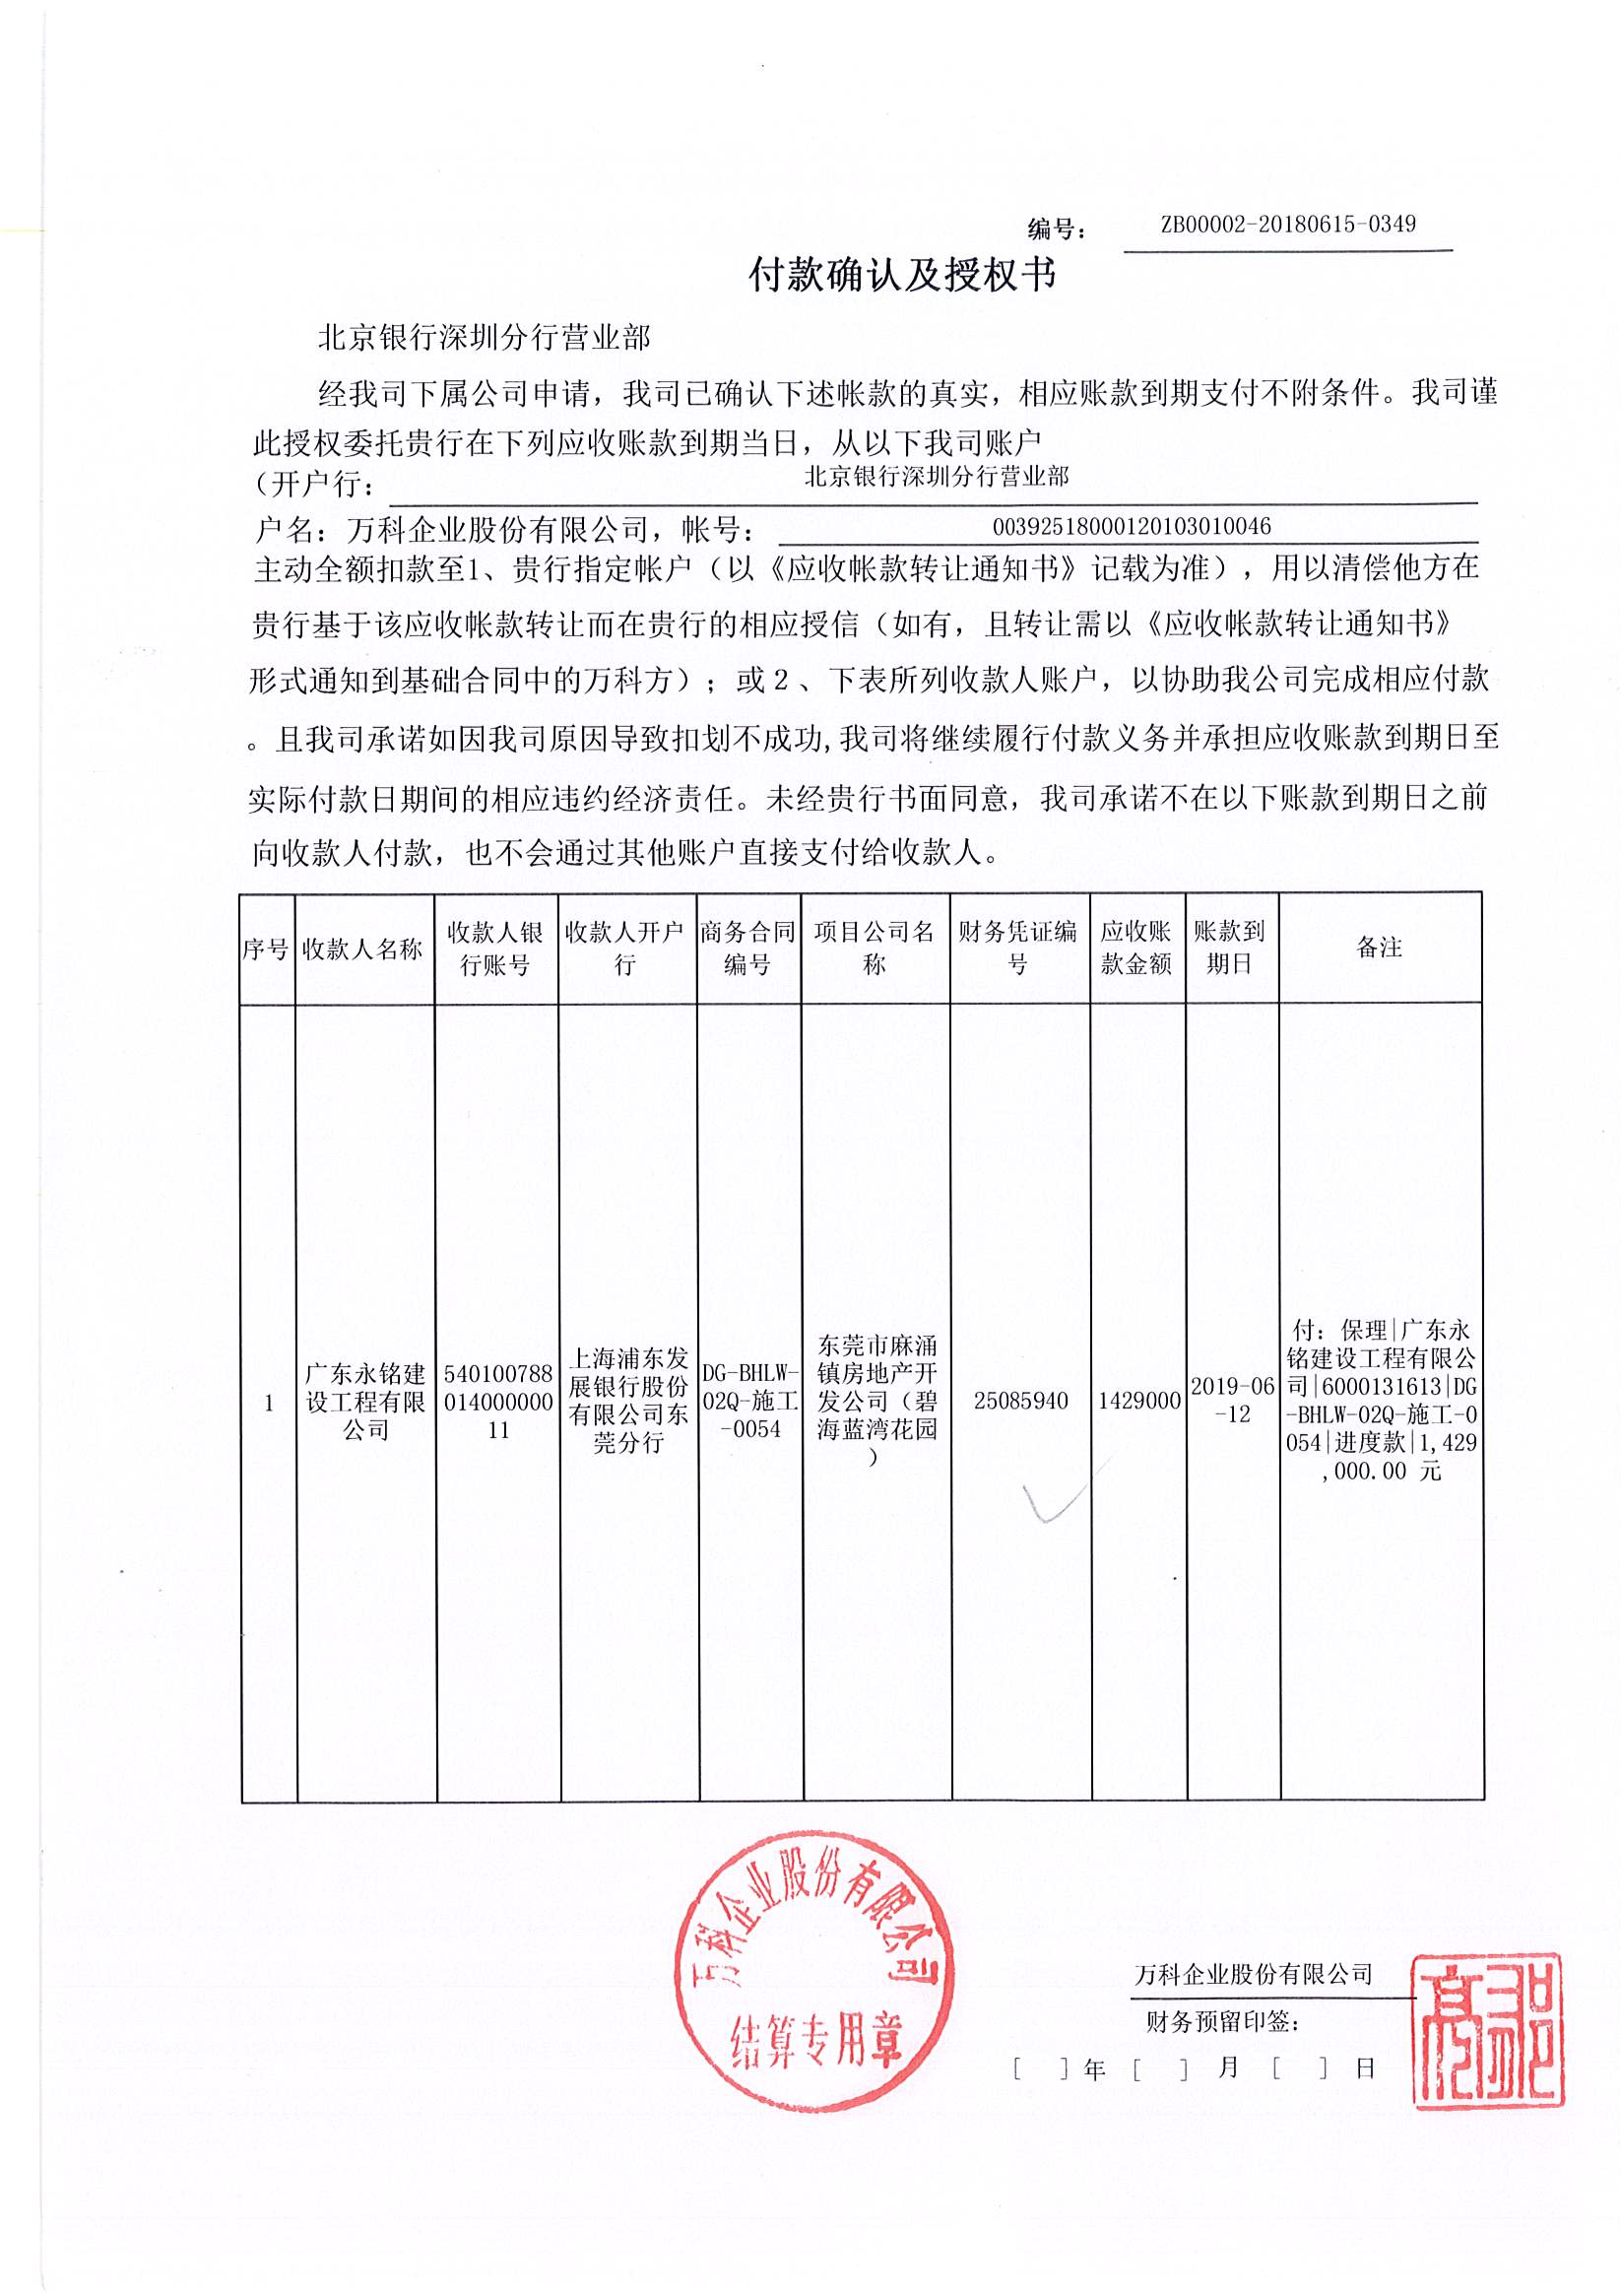 编号： ZB00002-20180615-0349
付款确认及授权书
北京银行深圳分行营业部
经我司下属公司申请，我司已确认下述帐款的真实，相应账款到期支付不附条件。我司谨
此授权委托贵行在下列应收账款到期当日，从以下我司账户
（开户行： 北京银行深圳分行营业部
户名：万科企业股份有限公司，帐号： 00392518000120103010046
主动全额扣款至1、贵行指定帐户（以《应收帐款转让通知书》记载为准），用以清偿他方在
贵行基于该应收帐款转让而在贵行的相应授信（如有，且转让需以《应收帐款转让通知书》
形式通知到基础合同中的万科方）；或2、下表所列收款人账户，以协助我公司完成相应付款
。且我司承诺如因我司原因导致扣划不成功,我司将继续履行付款义务并承担应收账款到期日至
实际付款日期间的相应违约经济责任。未经贵行书面同意，我司承诺不在以下账款到期日之前
向收款人付款，也不会通过其他账户直接支付给收款人。
序号
收款人名称
收款人银
行账号
收款人开户
行
商务合同
编号
项目公司名
称
财务凭证编
号
应收账
款金额
账款到
期日
备注
1
广东永铭建
设工程有限
公司
540100788
014000000
11
上海浦东发
展银行股份
有限公司东
莞分行
DG-BHLW-
02Q-施工
-0054
东莞市麻涌
镇房地产开
发公司（碧
海蓝湾花园
）
25085940
1429000
2019-06
-12
付：保理|广东永
铭建设工程有限公
司|6000131613|DG
-BHLW-02Q-施工-0
054|进度款|1,429
,000.00 元
万科企业股份有限公司
结算专用章
万科企业股份有限公司
财务预留印签：
[ ]年[ ]月[ ]日